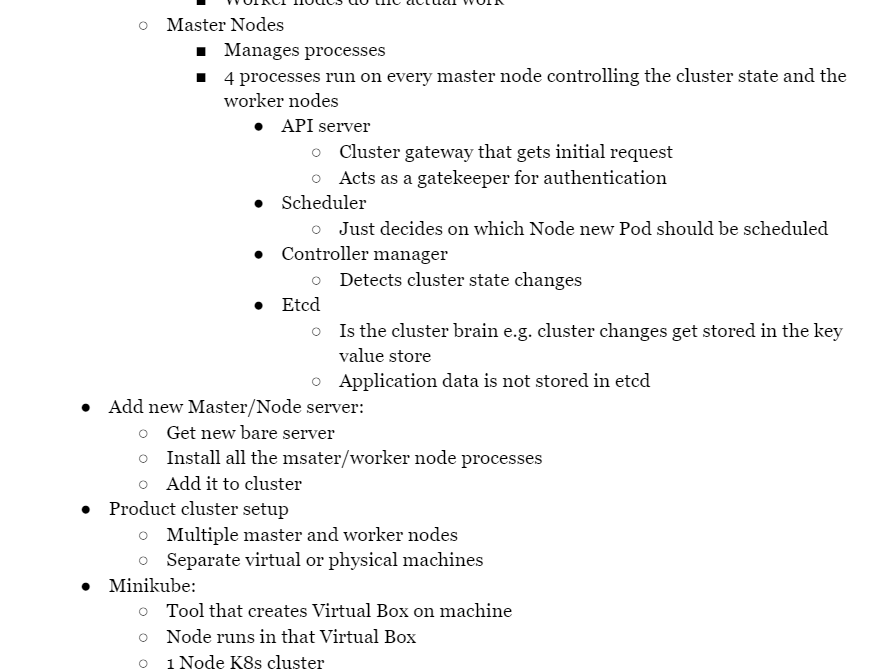 Worker nodes do the actual work
Master Nodes
Manages processes
4 processes run on every master node controlling the cluster state and the
worker nodes
API server
Cluster gateway that gets initial request
Acts as a gatekeeper for authentication
Scheduler
Just decides on which Node new Pod should be scheduled
Controller manager
Detects cluster state changes
Etcd
Is the cluster brain e.g. cluster changes get stored in the key
value store
Application data is not stored in etcd
Add new Master/Node server:
Get new bare server
Install all the msater/worker node processes
Add it to cluster
Product cluster setup
Multiple master and worker nodes
Separate virtual or physical machines
Minikube:
Tool that creates Virtual Box on machine
Node runs in that Virtual Box
1 Node K8s cluster